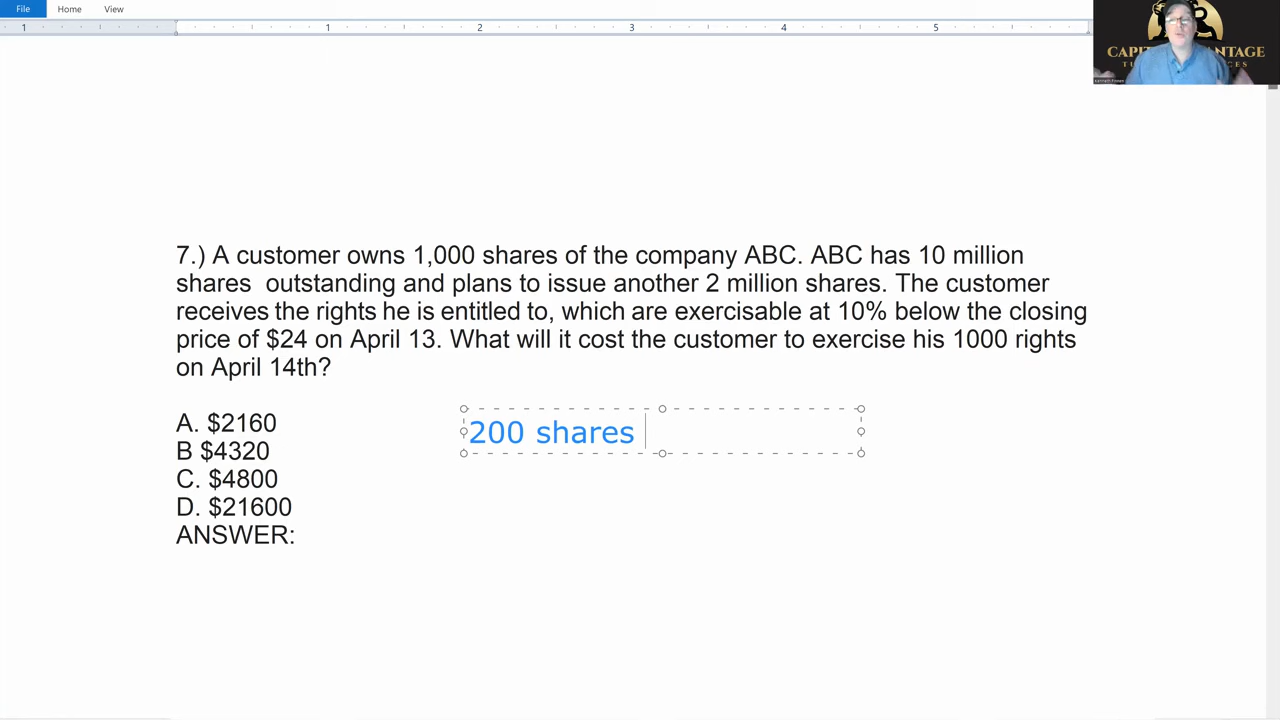 File Home View
1 1 2 3 4 5
7.) A customer owns 1,000 shares of the company ABC. ABC has 10 million
shares outstanding and plans to issue another 2 million shares. The customer
receives the rights he is entitled to, which are exercisable at 10% below the closing
price of $24 on April 13. What will it cost the customer to exercise his 1000 rights
on April 14th?
A. $2160
200 shares
B $4320
C. $4800
D. $21600
ANSWER: